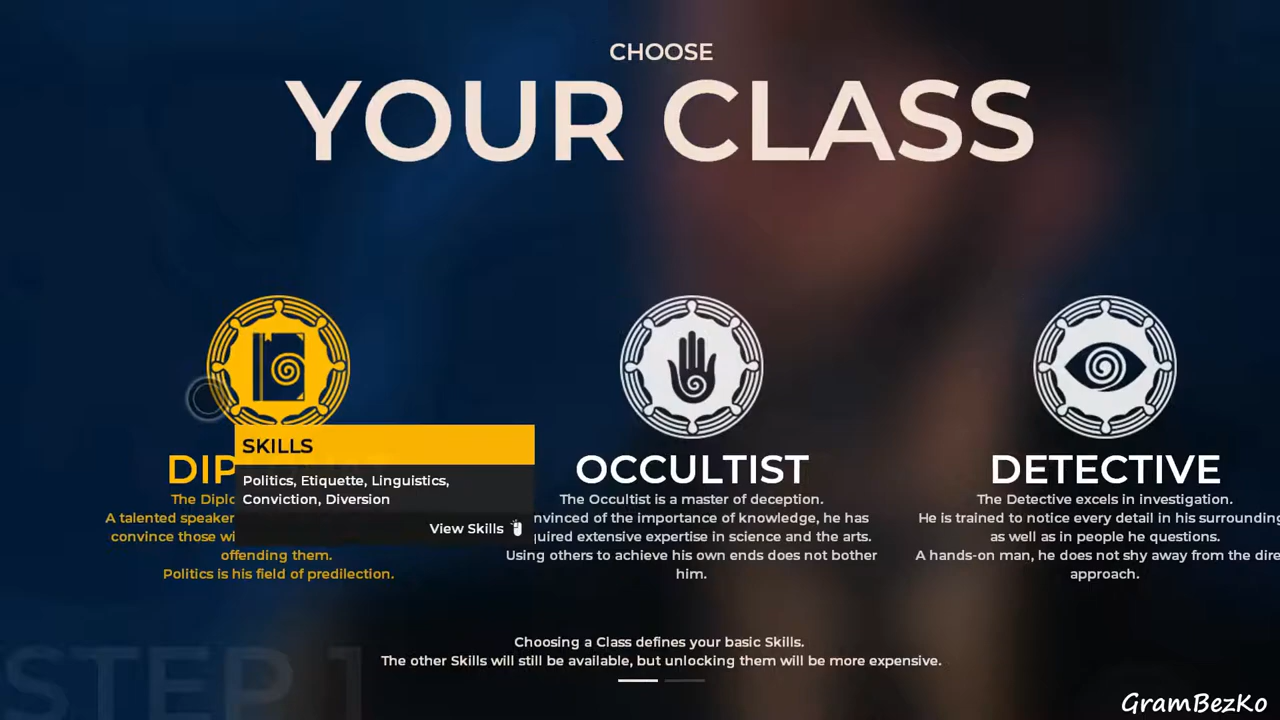 CHOOSE
YOUR CLASS
SKILLS
Politics, Etiquette, Linguistics,
Conviction, Diversion
View Skills
DIP
The Diplo
A talented speaker
convince those wi
offending them.
Politics is his field of predilection.
OCCULTIST
The Occultist is a master of deception.
nvinced of the importance of knowledge, he has
quired extensive expertise in science and the arts.
Using others to achieve his own ends does not bother
him.
DETECTIVE
The Detective excels in investigation.
He is trained to notice every detail in his surrounding
as well as in people he questions.
A hands-on man, he does not shy away from the dire
approach.
Choosing a Class defines your basic Skills.
The other Skills will still be available, but unlocking them will be more expensive.
STEP 1
GramBezKo